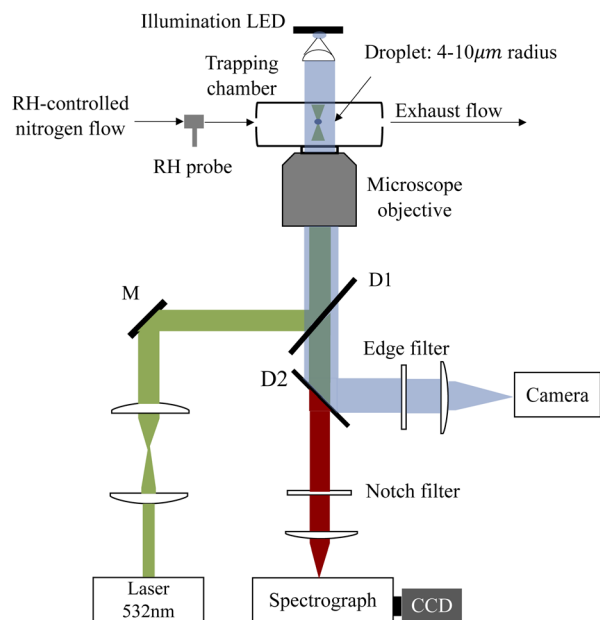 Illumination LED
Droplet: 4-10μm radius
Trapping
chamber
RH-controlled
nitrogen flow
Exhaust flow
RH probe
Microscope
objective
M
D1
Edge filter
D2
Camera
Notch filter
Laser
532nm
Spectrograph
CCD